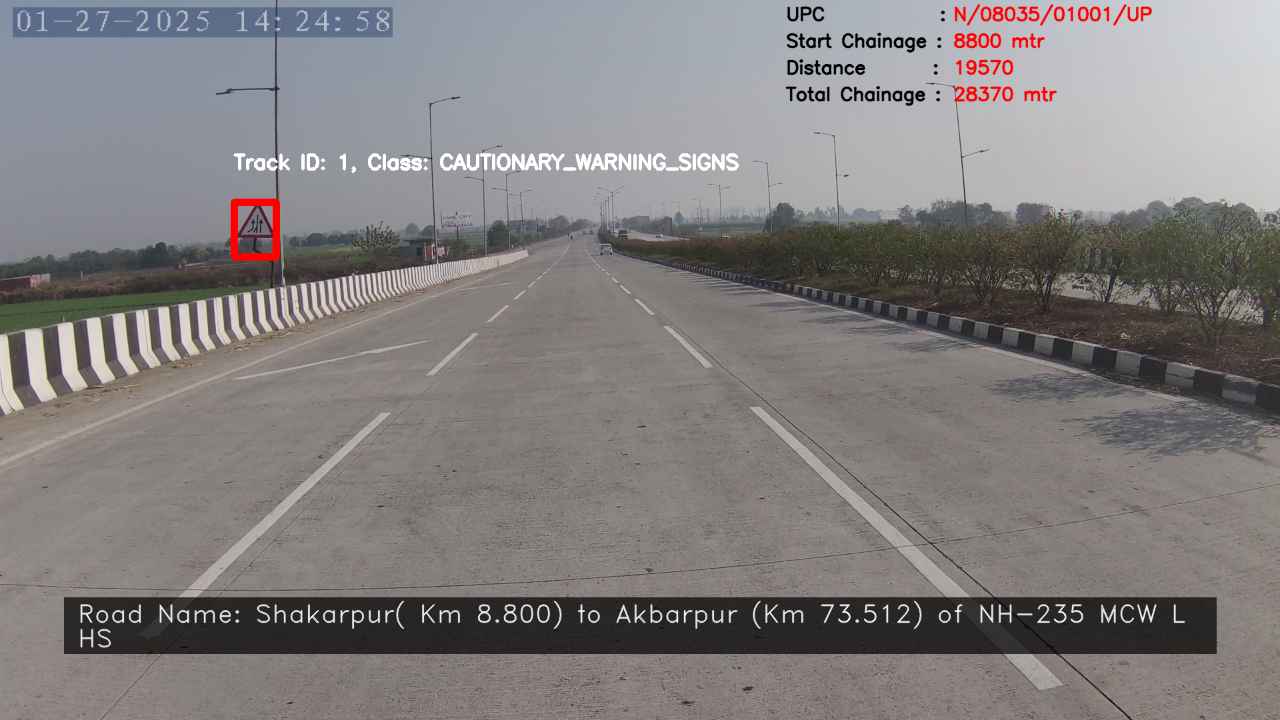 01-27-2025 14:24:58
UPC : N/08035/01001/UP
Start Chainage : 8800 mtr
Distance : 19570
Total Chainage : 28370 mtr
Track ID: 1, Class: CAUTIONARY_WARNING_SIGNS
Road Name: Shakarpur( Km 8.800) to Akbarpur (Km 73.512) of NH-235 MCW L
HS